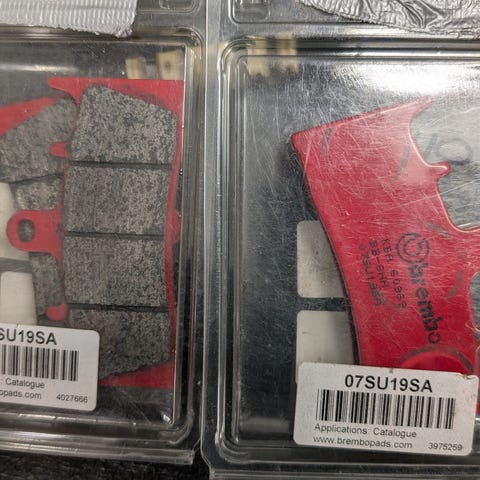 SU19SA
: Catalogue
bopads.com 4027666
brembo
07SU19SA
Applications: Catalogue
www.brembopads.com 3975259